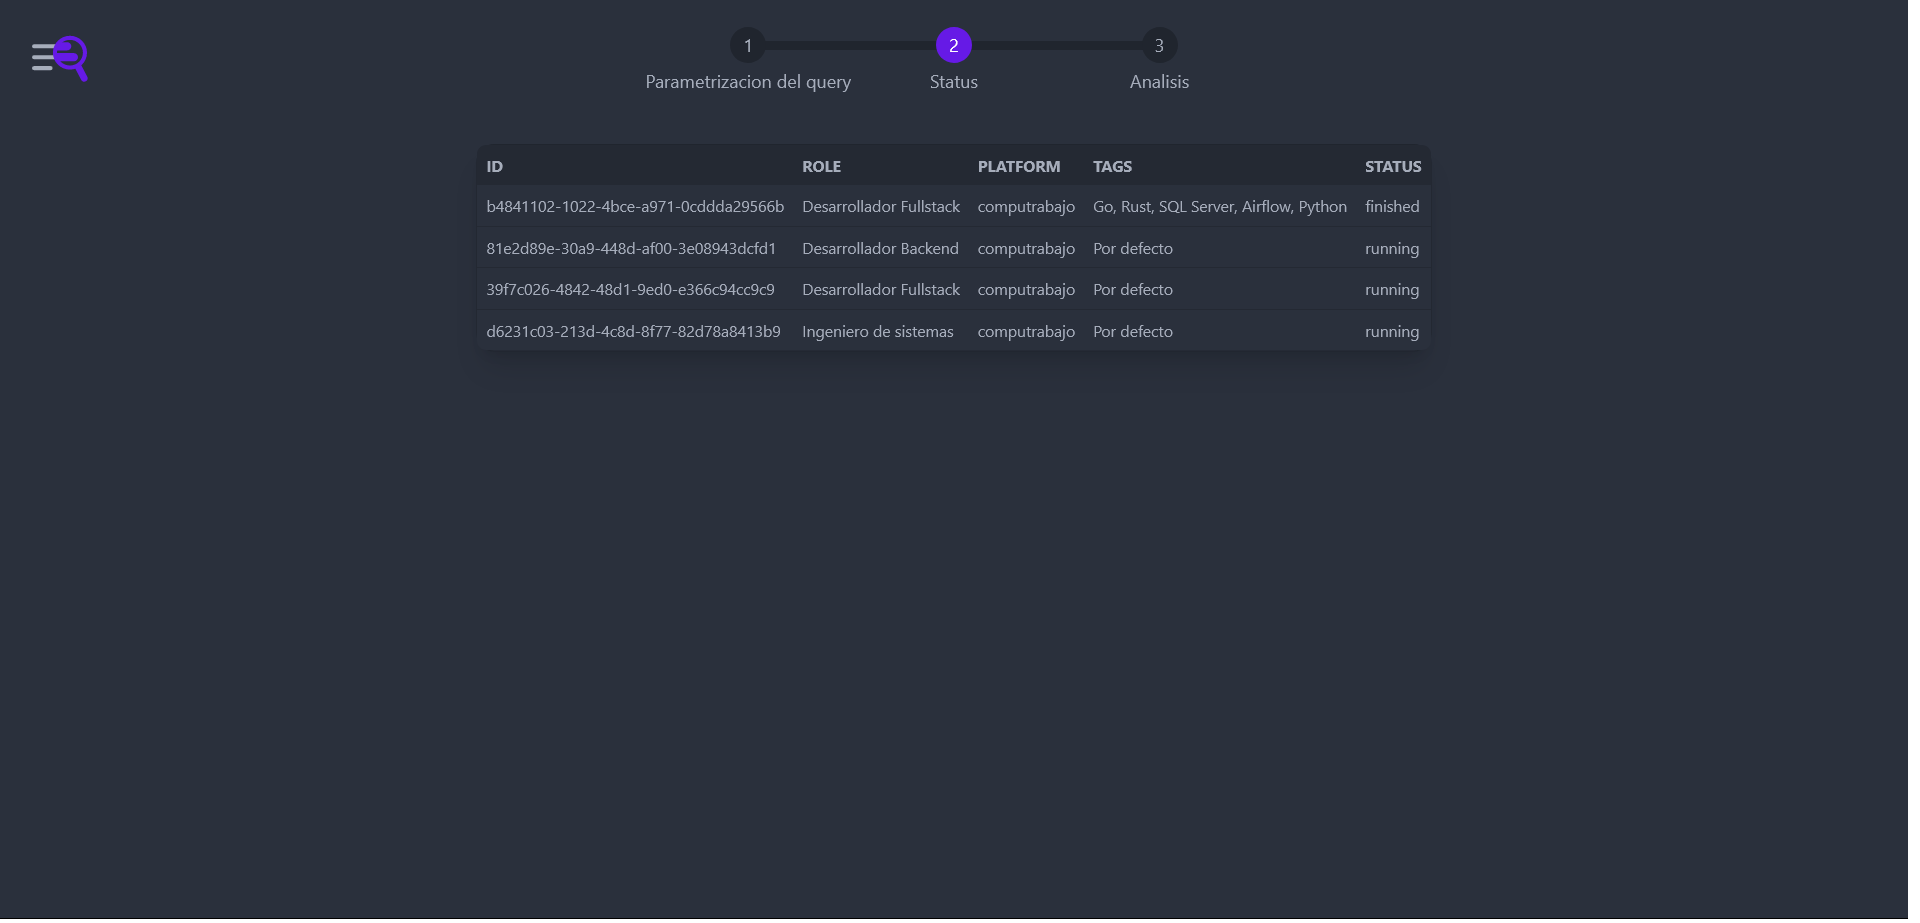 1 2 3
Parametrizacion del query Status Analisis
ID ROLE PLATFORM TAGS STATUS
b4841102-1022-4bce-a971-0cddda29566b Desarrollador Fullstack computrabajo Go, Rust, SQL Server, Airflow, Python finished
81e2d89e-30a9-448d-af00-3e08943dcfd1 Desarrollador Backend computrabajo Por defecto running
39f7c026-4842-48d1-9ed0-e366c94cc9c9 Desarrollador Fullstack computrabajo Por defecto running
d6231c03-213d-4c8d-8f77-82d78a8413b9 Ingeniero de sistemas computrabajo Por defecto running